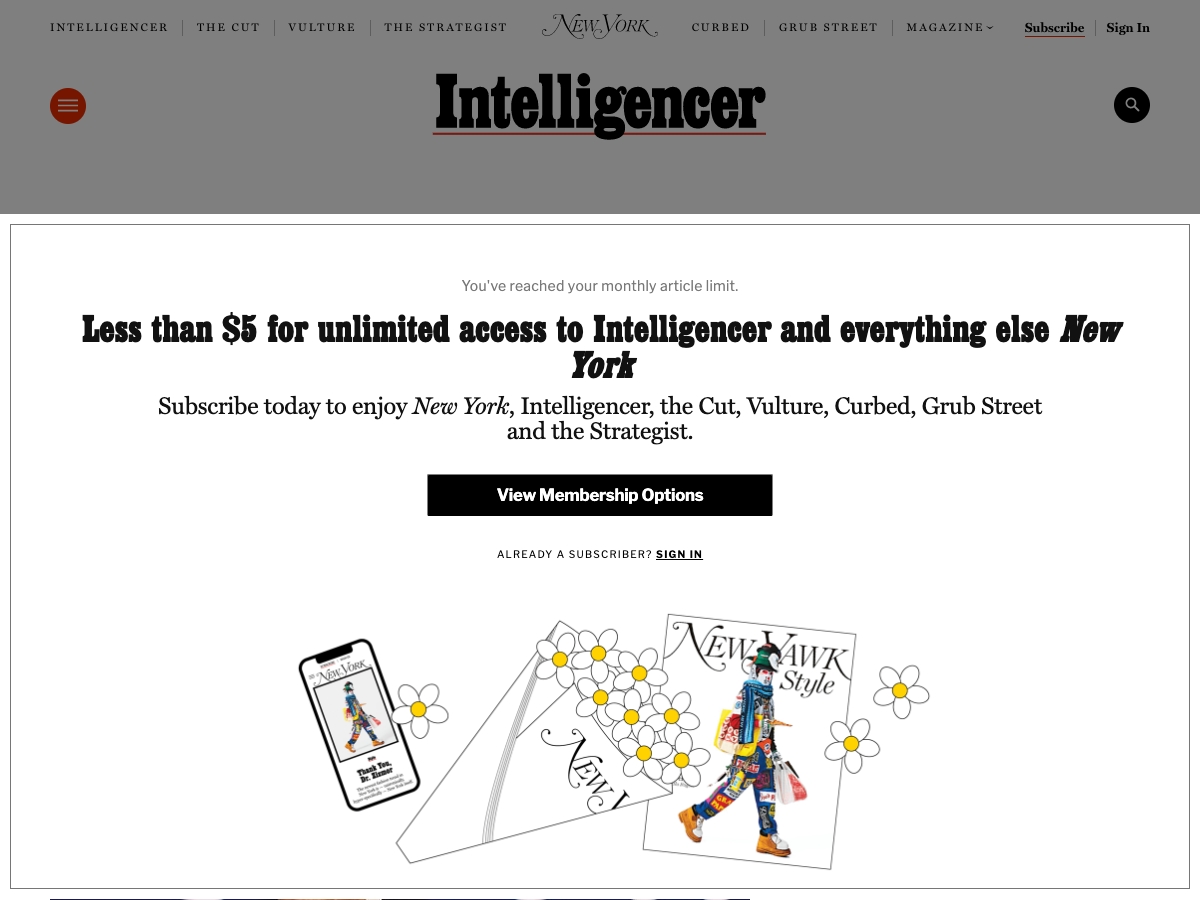 INTELLIGENCER
THE CUT
VULTURE
THE STRATEGIST
NEW YORK
CURBED
GRUB STREET
MAGAZINE
Subscribe
Sign In
Intelligencer
You've reached your monthly article limit.
Less than $5 for unlimited access to Intelligencer and everything else New
York
Subscribe today to enjoy New York, Intelligencer, the Cut, Vulture, Curbed, Grub Street
and the Strategist.
View Membership Options
ALREADY A SUBSCRIBER? SIGN IN
NEW YORK
Thank You,
Dr. Eizner
NEW Y
NEW YAWK
Style